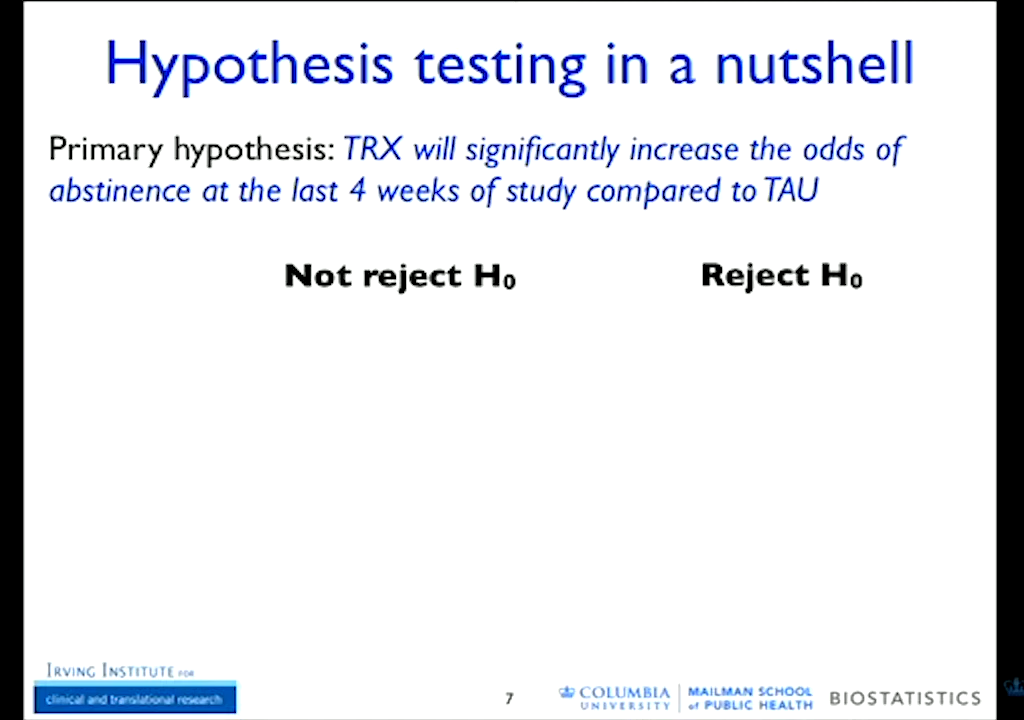 Hypothesis testing in a nutshell
Primary hypothesis: TRX will significantly increase the odds of
abstinence at the last 4 weeks of study compared to TAU
Not reject H₀ Reject H₀
IRVING INSTITUTE FOR
clinical and translational research
7
COLUMBIA UNIVERSITY
MAILMAN SCHOOL of PUBLIC HEALTH
BIOSTATISTICS